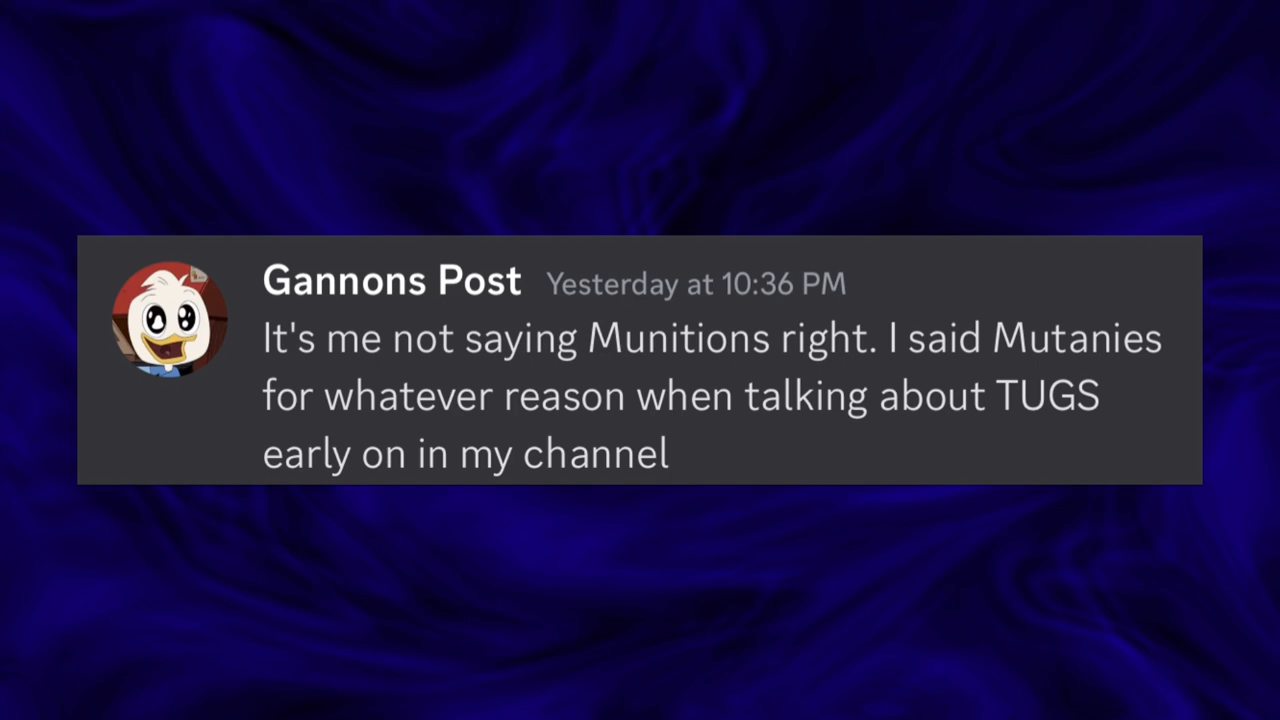 Gannons Post Yesterday at 10:36 PM
It's me not saying Munitions right. I said Mutanies
for whatever reason when talking about TUGS
early on in my channel